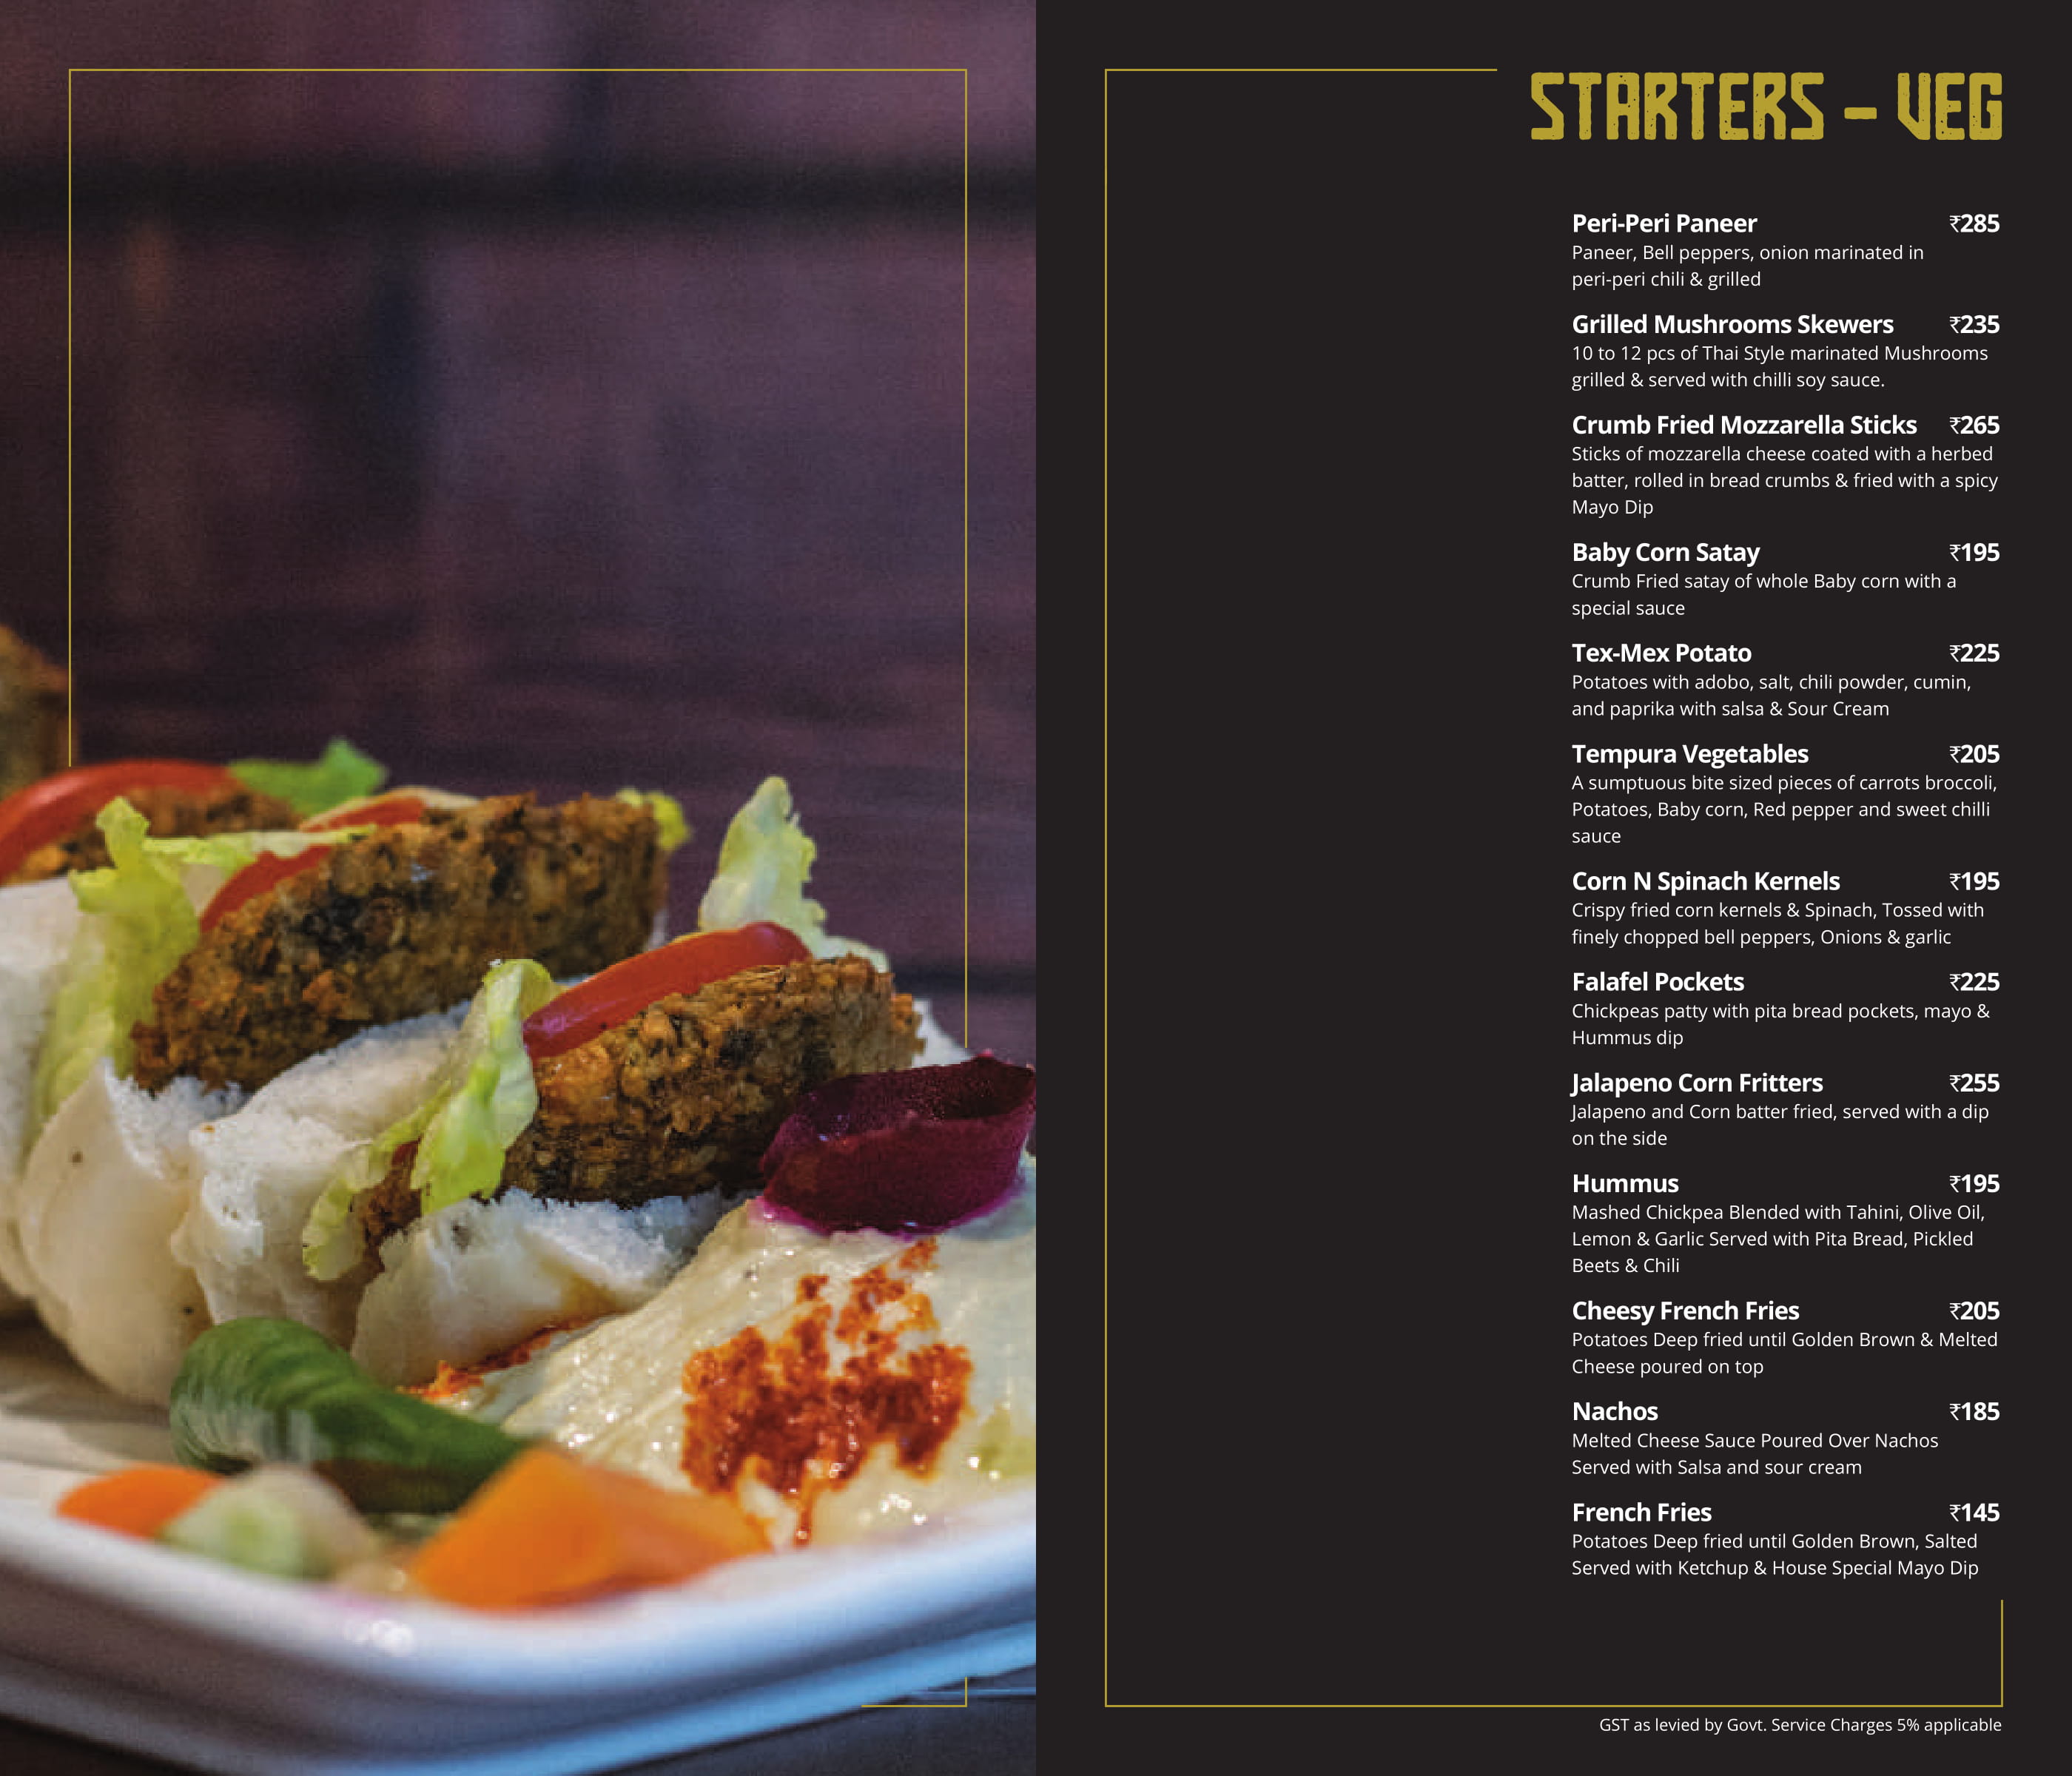 STARTERS – VEG
Peri-Peri Paneer ₹285
Paneer, Bell peppers, onion marinated in
peri-peri chili & grilled
Grilled Mushrooms Skewers ₹235
10 to 12 pcs of Thai Style marinated Mushrooms
grilled & served with chilli soy sauce.
Crumb Fried Mozzarella Sticks ₹265
Sticks of mozzarella cheese coated with a herbed
batter, rolled in bread crumbs & fried with a spicy
Mayo Dip
Baby Corn Satay ₹195
Crumb Fried satay of whole Baby corn with a
special sauce
Tex-Mex Potato ₹225
Potatoes with adobo, salt, chili powder, cumin,
and paprika with salsa & Sour Cream
Tempura Vegetables ₹205
A sumptuous bite sized pieces of carrots broccoli,
Potatoes, Baby corn, Red pepper and sweet chilli
sauce
Corn N Spinach Kernels ₹195
Crispy fried corn kernels & Spinach, Tossed with
finely chopped bell peppers, Onions & garlic
Falafel Pockets ₹225
Chickpeas patty with pita bread pockets, mayo &
Hummus dip
Jalapeno Corn Fritters ₹255
Jalapeno and Corn batter fried, served with a dip
on the side
Hummus ₹195
Mashed Chickpea Blended with Tahini, Olive Oil,
Lemon & Garlic Served with Pita Bread, Pickled
Beets & Chili
Cheesy French Fries ₹205
Potatoes Deep fried until Golden Brown & Melted
Cheese poured on top
Nachos ₹185
Melted Cheese Sauce Poured Over Nachos
Served with Salsa and sour cream
French Fries ₹145
Potatoes Deep fried until Golden Brown, Salted
Served with Ketchup & House Special Mayo Dip
GST as levied by Govt. Service Charges 5% applicable